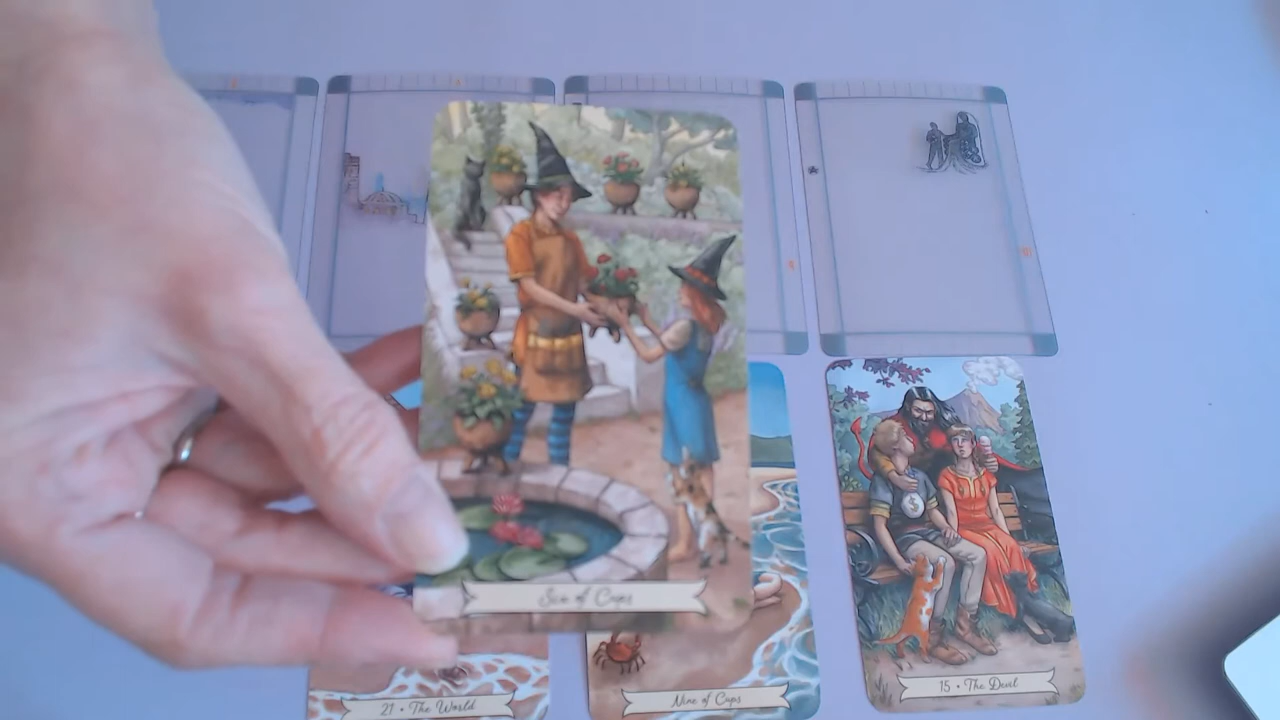 Six of Cups
21 • The World
Nine of Cups
15 • The Devil
$